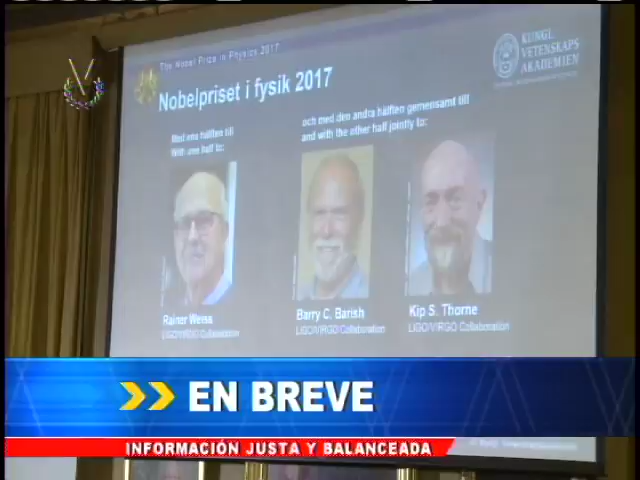 The Nobel Prize in Physics 2017
KUNGL.
VETENSKAPS
AKADEMIEN
Nobelpriset i fysik 2017
Med ena hälften till
With one half to:
och med den andra hälften gemensamt till
and with the other half jointly to:
Rainer Weiss
LIGO/VIRGO Collaboration
Barry C. Barish
LIGO/VIRGO Collaboration
Kip S. Thorne
LIGO/VIRGO Collaboration
EN BREVE
INFORMACIÓN JUSTA Y BALANCEADA